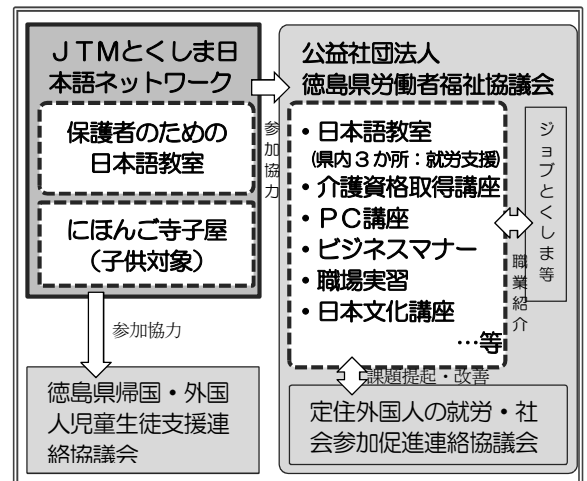 ＪＴＭとくしま日
本語ネットワーク
保護者のための
日本語教室
にほんご寺子屋
（子供対象）
参加協力
徳島県帰国・外国
人児童生徒支援連
絡協議会
参加協力
公益社団法人
徳島県労働者福祉協議会
・日本語教室
（県内３か所：就労支援）
・介護資格取得講座
・ＰＣ講座
・ビジネスマナー
・職場実習
・日本文化講座
…等
ジョブとくしま等
職業紹介
課題提起・改善
定住外国人の就労・社
会参加促進連絡協議会